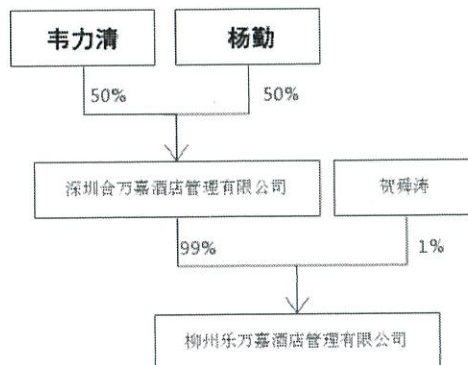 韦力清
杨勤
50%
50%
深圳合万嘉酒店管理有限公司
贺舜涛
99%
1%
柳州乐万嘉酒店管理有限公司